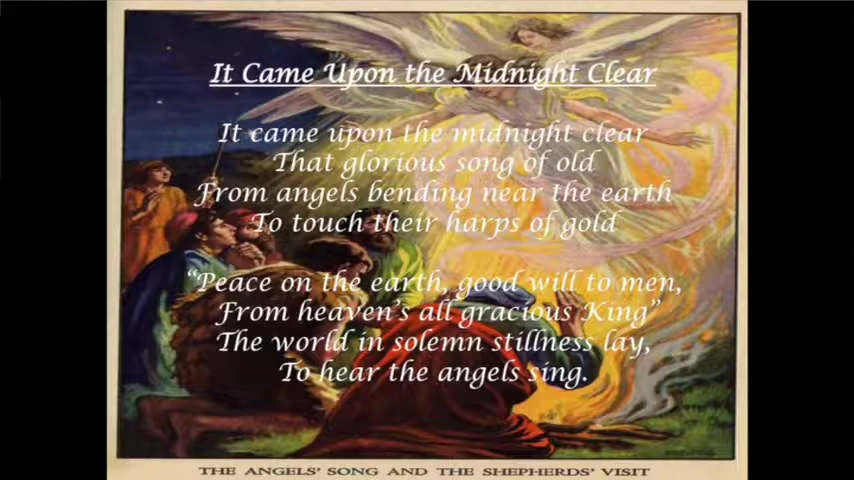 It Came Upon the Midnight Clear
It came upon the midnight clear
That glorious song of old
From angels bending near the earth
To touch their harps of gold
“Peace on the earth, good will to men,
From heaven’s all gracious King”
The world in solemn stillness lay,
To hear the angels sing.
THE ANGELS’ SONG AND THE SHEPHERDS’ VISIT